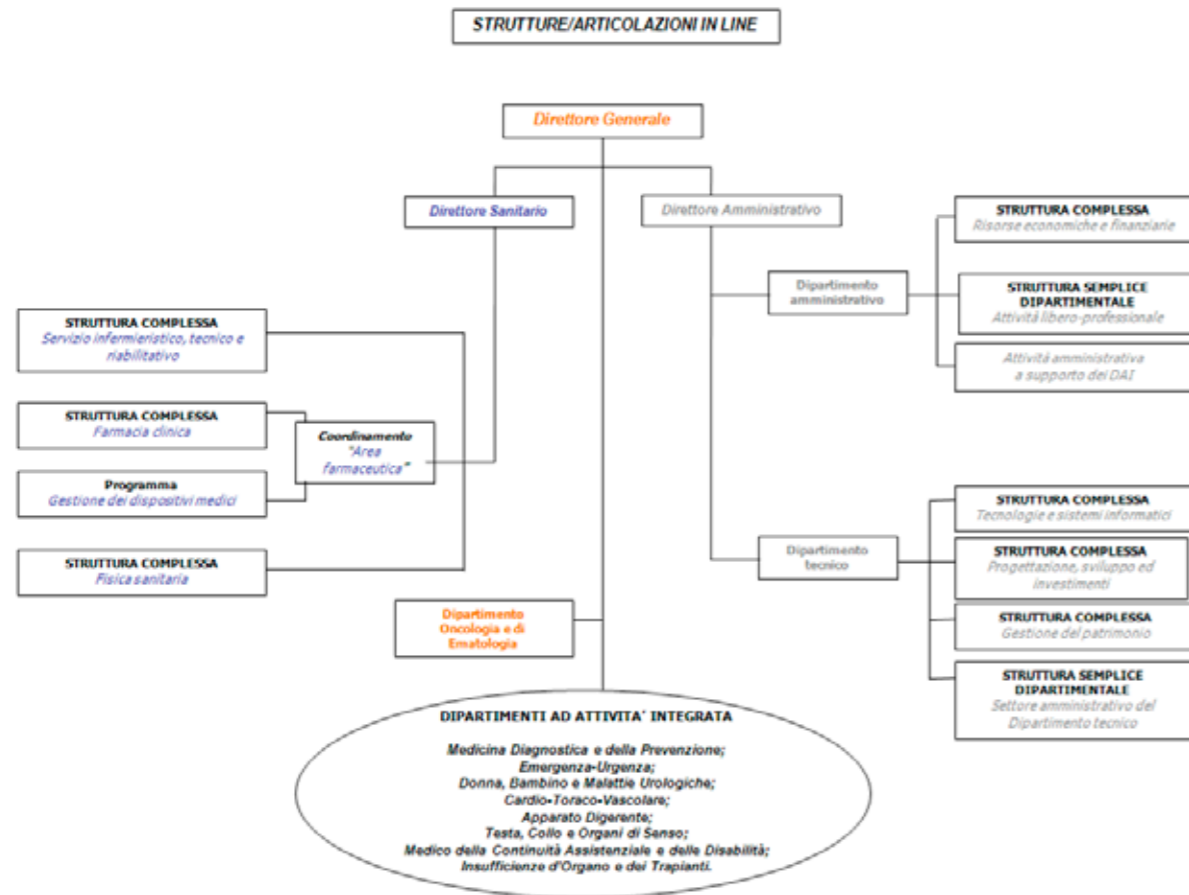 STRUTTURE/ARTICOLAZIONI IN LINE
Direttore Generale
Direttore Sanitario
Direttore Amministrativo
STRUTTURA COMPLESSA
Servizio infermieristico, tecnico e
riabilitativo
STRUTTURA COMPLESSA
Farmacia clinica
Programma
Gestione dei dispositivi medici
STRUTTURA COMPLESSA
Fisica sanitaria
Coordinamento
"Area
farmaceutica"
Dipartimento
amministrativo
STRUTTURA COMPLESSA
Risorse economiche e finanziarie
STRUTTURA SEMPLICE
DIPARTIMENTALE
Attività libero-professionale
Attività amministrativa
a supporto dei DAI
Dipartimento
tecnico
STRUTTURA COMPLESSA
Tecnologie e sistemi informatici
STRUTTURA COMPLESSA
Progettazione, sviluppo ed
investimenti
STRUTTURA COMPLESSA
Gestione del patrimonio
STRUTTURA SEMPLICE
DIPARTIMENTALE
Settore amministrativo del
Dipartimento tecnico
Dipartimento
Oncologia e di
Ematologia
DIPARTIMENTI AD ATTIVITA' INTEGRATA
Medicina Diagnostica e della Prevenzione;
Emergenza-Urgenza;
Donna, Bambino e Malattie Urologiche;
Cardio-Toraco-Vascolare;
Apparato Digerente;
Testa, Collo e Organi di Senso;
Medico della Continuità Assistenziale e delle Disabilità;
Insufficienze d'Organo e dei Trapianti.